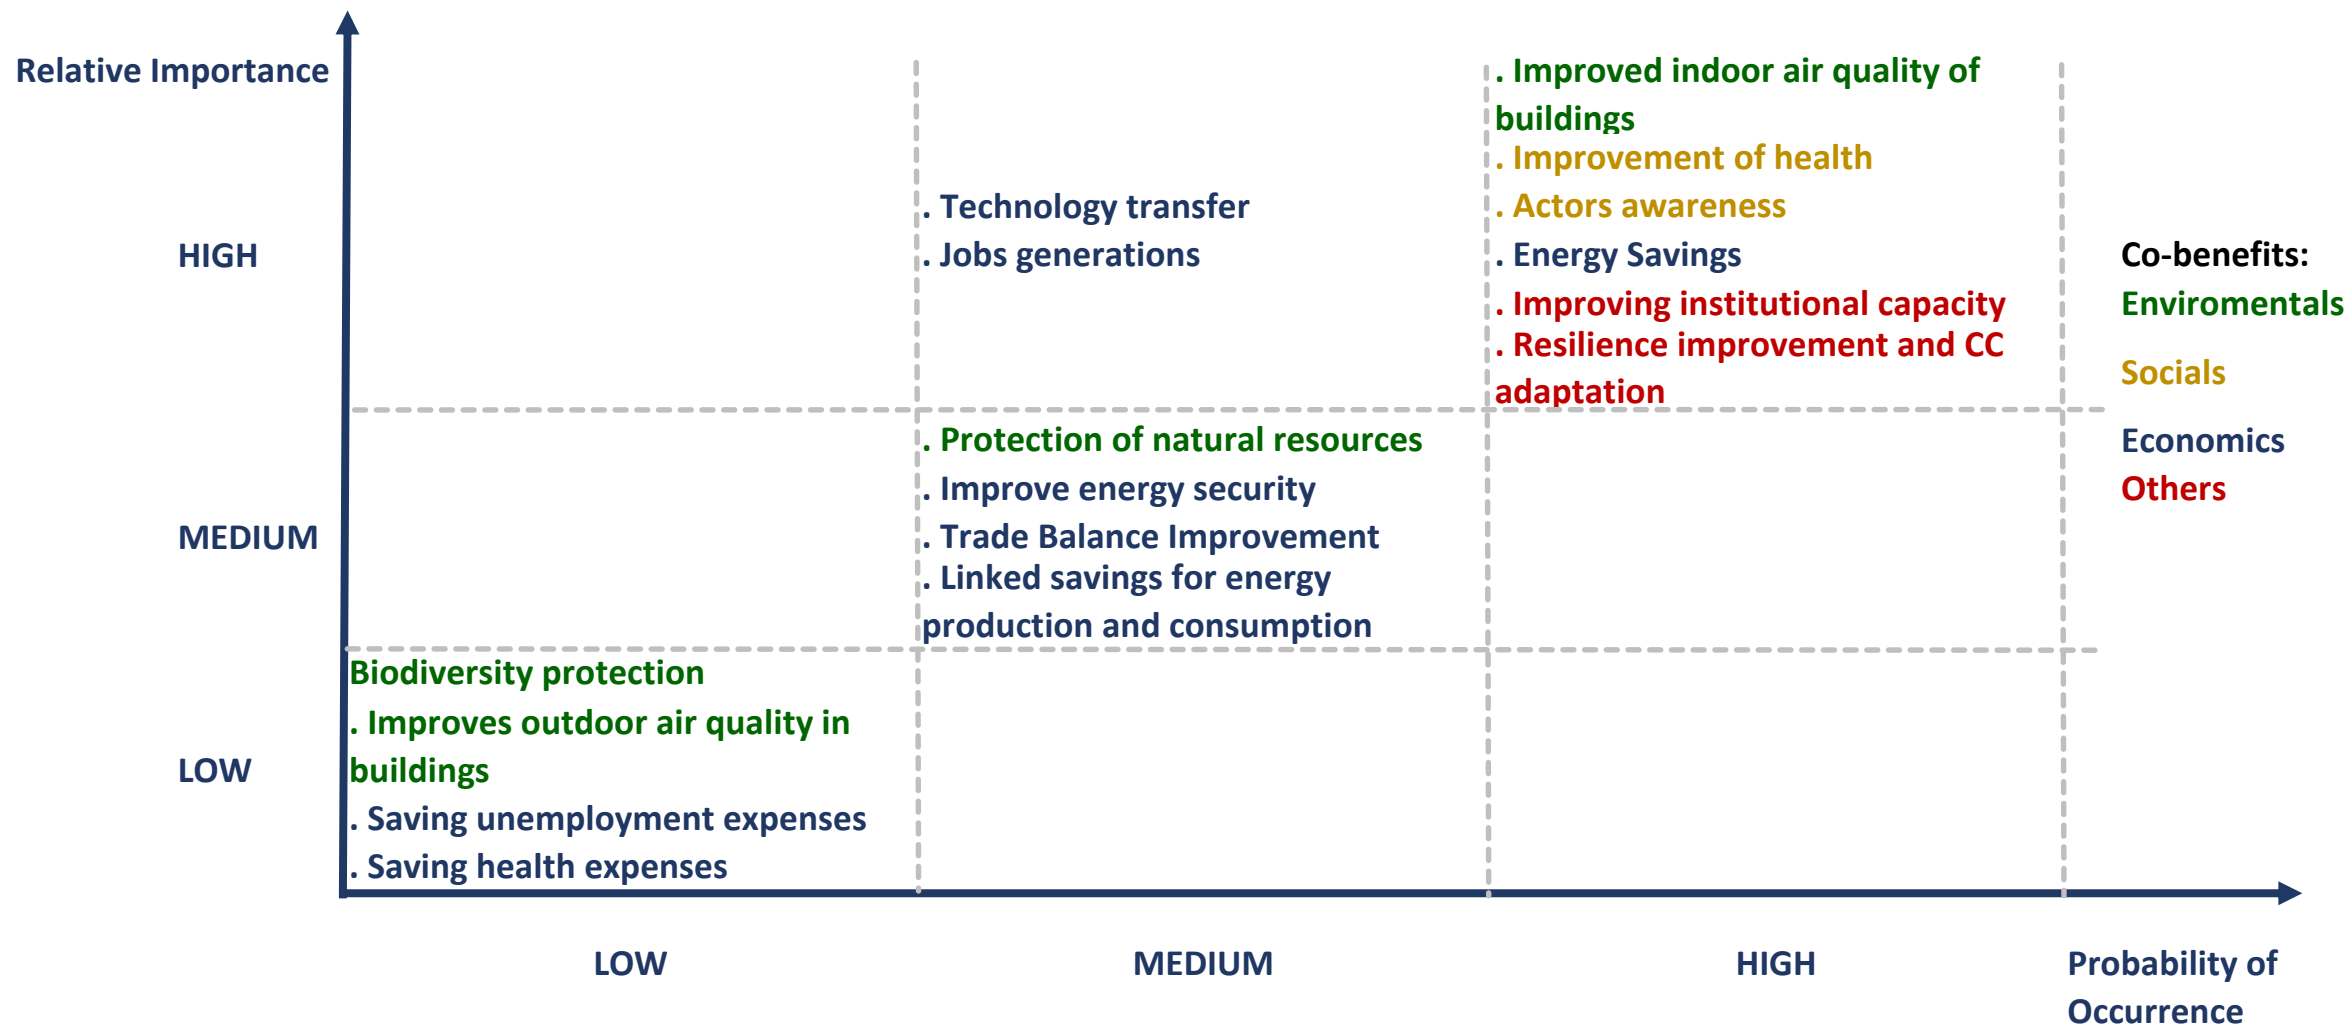 Relative Importance
. Improved indoor air quality of
buildings
. Improvement of health
. Actors awareness
. Energy Savings
. Improving institutional capacity
. Resilience improvement and CC
adaptation
. Technology transfer
. Jobs generations
HIGH
Co-benefits:
Enviromentals
Socials
Economics
Others
. Protection of natural resources
. Improve energy security
. Trade Balance Improvement
. Linked savings for energy
production and consumption
MEDIUM
Biodiversity protection
. Improves outdoor air quality in
buildings
. Saving unemployment expenses
. Saving health expenses
LOW
LOW
MEDIUM
HIGH
Probability of
Occurrence